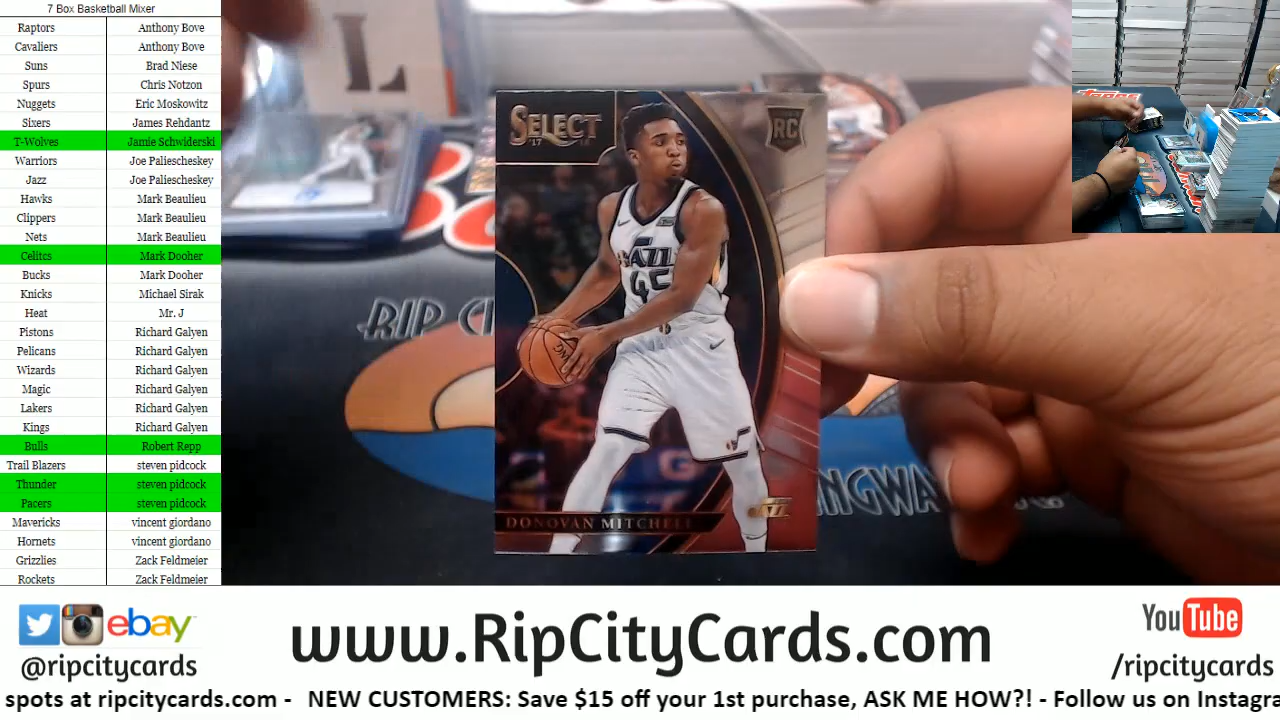 7 Box Basketball Mixer
Raptors Anthony Bove
Cavaliers Anthony Bove
Suns Brad Niese
Spurs Chris Notzon
Nuggets Eric Moskowitz
Sixers James Rehdantz
T-Wolves Jamie Schwiderski
Warriors Joe Paliescheskey
Jazz Joe Paliescheskey
Hawks Mark Beaulieu
Clippers Mark Beaulieu
Nets Mark Beaulieu
Celitcs Mark Dooher
Bucks Mark Dooher
Knicks Michael Sirak
Heat Mr. J
Pistons Richard Galyen
Pelicans Richard Galyen
Wizards Richard Galyen
Magic Richard Galyen
Lakers Richard Galyen
Kings Richard Galyen
Bulls Robert Repp
Trail Blazers steven pidcock
Thunder steven pidcock
Pacers steven pidcock
Mavericks vincent giordano
Hornets vincent giordano
Grizzlies Zack Feldmeier
Rockets Zack Feldmeier
L
SELECT
'17 18
RC
JAZZ
45
DONOVAN MITCHELL
RIP CI
INGWA
ebay
@ripcitycards
www.RipCityCards.com
YouTube
/ripcitycards
spots at ripcitycards.com - NEW CUSTOMERS: Save $15 off your 1st purchase, ASK ME HOW?! - Follow us on Instagra